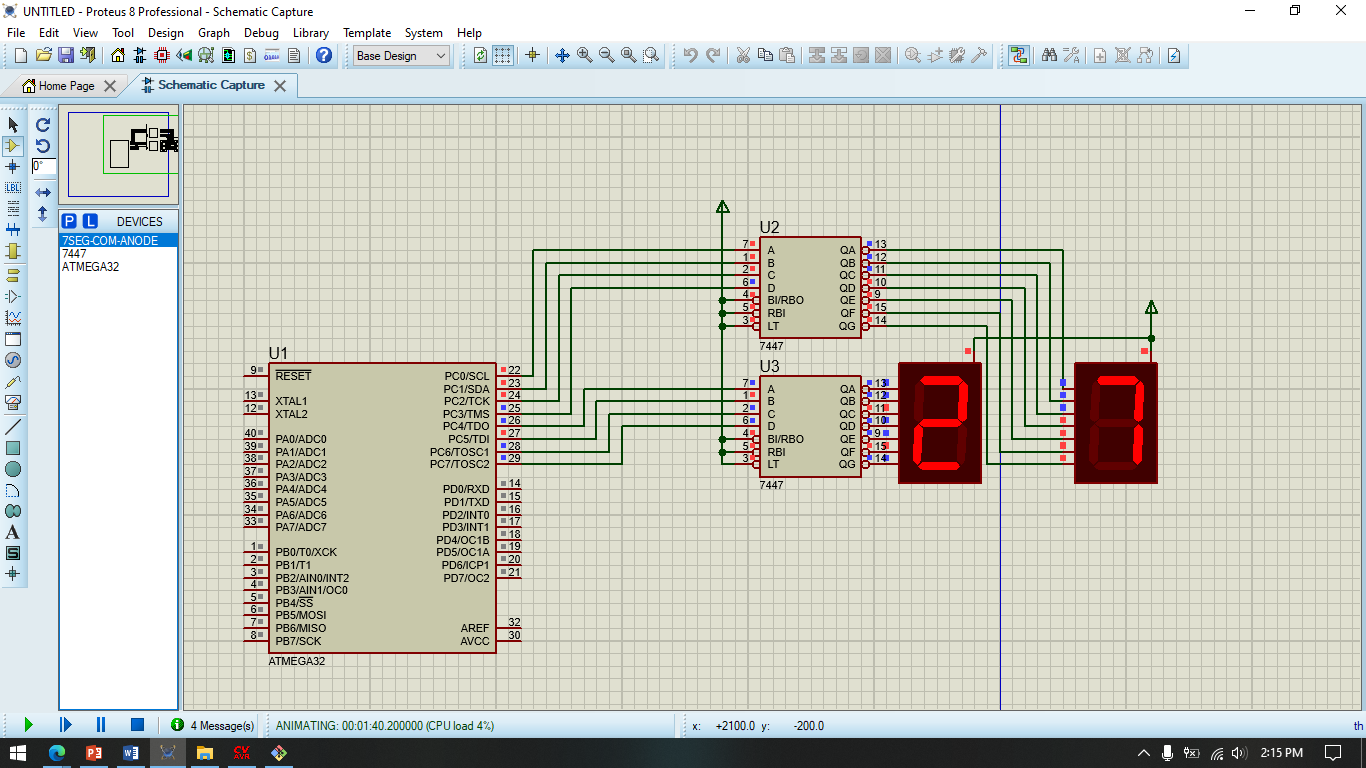 UNTITLED - Proteus 8 Professional - Schematic Capture
File Edit View Tool Design Graph Debug Library Template System Help
Base Design
Home Page
Schematic Capture
0°
LBL
A
S
P L DEVICES
7SEG-COM-ANODE
7447
ATMEGA32
U1
9 RESET
13 XTAL1
12 XTAL2
40 PA0/ADC0
39 PA1/ADC1
38 PA2/ADC2
37 PA3/ADC3
36 PA4/ADC4
35 PA5/ADC5
34 PA6/ADC6
33 PA7/ADC7
1 PB0/T0/XCK
2 PB1/T1
3 PB2/AIN0/INT2
4 PB3/AIN1/OC0
5 PB4/SS
6 PB5/MOSI
7 PB6/MISO
8 PB7/SCK
PC0/SCL 22
PC1/SDA 23
PC2/TCK 24
PC3/TMS 25
PC4/TDO 26
PC5/TDI 27
PC6/TOSC1 28
PC7/TOSC2 29
PD0/RXD 14
PD1/TXD 15
PD2/INT0 16
PD3/INT1 17
PD4/OC1B 18
PD5/OC1A 19
PD6/ICP1 20
PD7/OC2 21
AREF 32
AVCC 30
ATMEGA32
U2
7 A QA 13
1 B QB 12
2 C QC 11
6 D QD 10
4 BI/RBO QE 9
5 RBI QF 15
3 LT QG 14
7447
U3
7 A QA 13
1 B QB 12
2 C QC 11
6 D QD 10
4 BI/RBO QE 9
5 RBI QF 15
3 LT QG 14
7447
2 7
4 Message(s)
ANIMATING: 00:01:40.200000 (CPU load 4%)
x: +2100.0 y: -200.0
th
2:15 PM